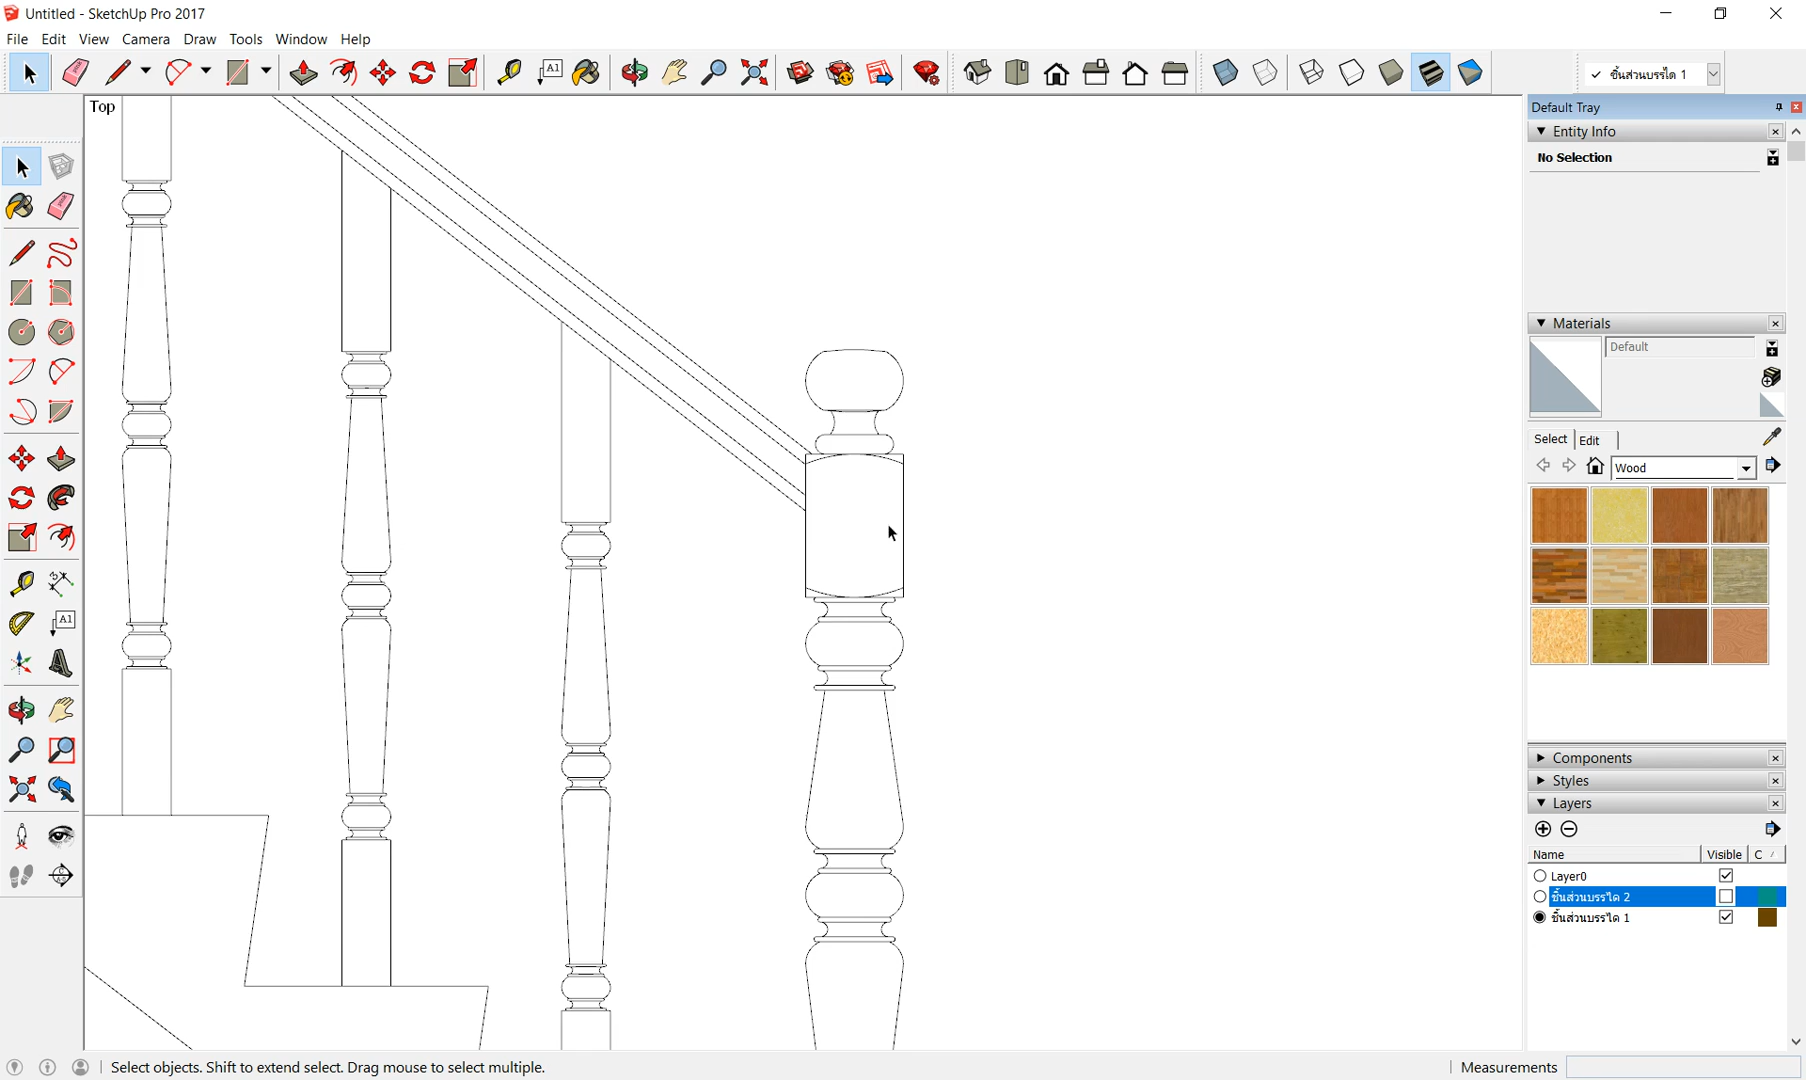 Untitled - SketchUp Pro 2017
File Edit View Camera Draw Tools Window Help
A1
✓ ชิ้นส่วนบรรได 1
Top
Default Tray
Entity Info
No Selection
Materials
Default
Select Edit
Wood
3
A1
Components
Styles
Layers
Name Visible C
Layer0
ชิ้นส่วนบรรได 2
ชิ้นส่วนบรรได 1
Select objects. Shift to extend select. Drag mouse to select multiple.
Measurements